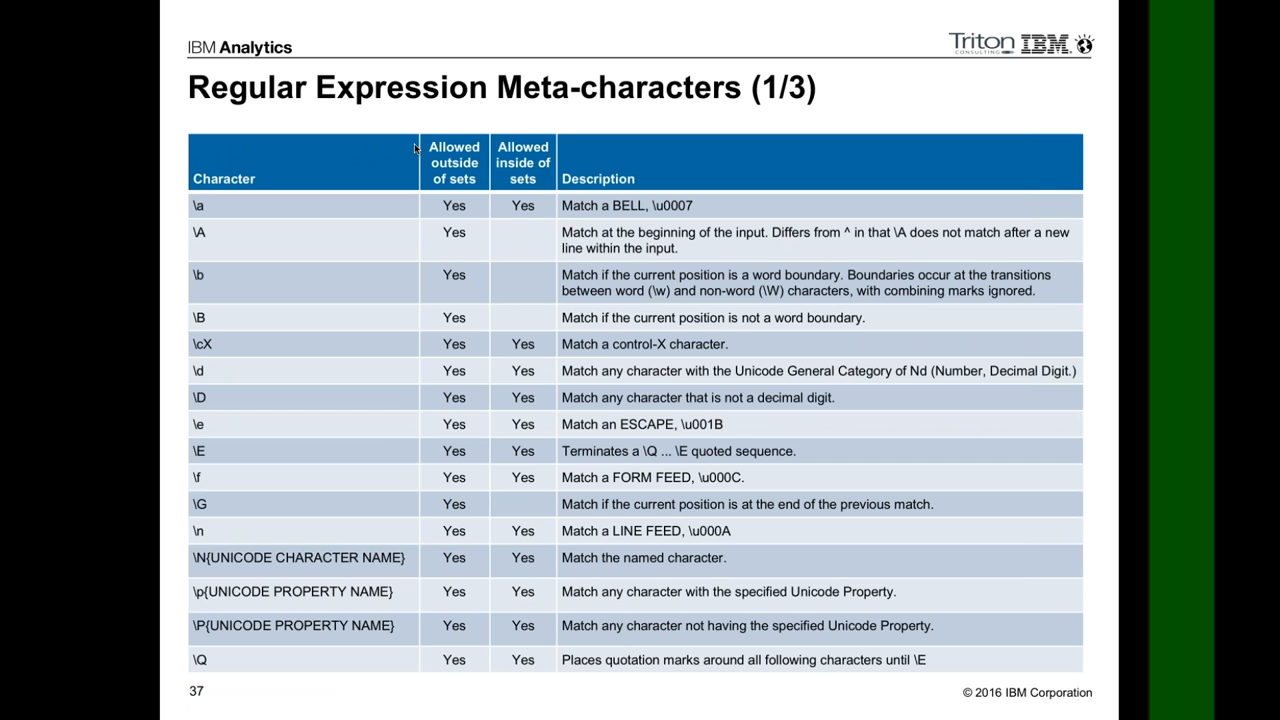 IBM Analytics
Triton IBM
CONSULTING
Regular Expression Meta-characters (1/3)
Character Allowed outside of sets Allowed inside of sets Description
\a Yes Yes Match a BELL, \u0007
\A Yes Match at the beginning of the input. Differs from ^ in that \A does not match after a new
line within the input.
\b Yes Match if the current position is a word boundary. Boundaries occur at the transitions
between word (\w) and non-word (\W) characters, with combining marks ignored.
\B Yes Match if the current position is not a word boundary.
\cX Yes Yes Match a control-X character.
\d Yes Yes Match any character with the Unicode General Category of Nd (Number, Decimal Digit.)
\D Yes Yes Match any character that is not a decimal digit.
\e Yes Yes Match an ESCAPE, \u001B
\E Yes Yes Terminates a \Q ... \E quoted sequence.
\f Yes Yes Match a FORM FEED, \u000C.
\G Yes Match if the current position is at the end of the previous match.
\n Yes Yes Match a LINE FEED, \u000A
\N{UNICODE CHARACTER NAME} Yes Yes Match the named character.
\p{UNICODE PROPERTY NAME} Yes Yes Match any character with the specified Unicode Property.
\P{UNICODE PROPERTY NAME} Yes Yes Match any character not having the specified Unicode Property.
\Q Yes Yes Places quotation marks around all following characters until \E
37
© 2016 IBM Corporation